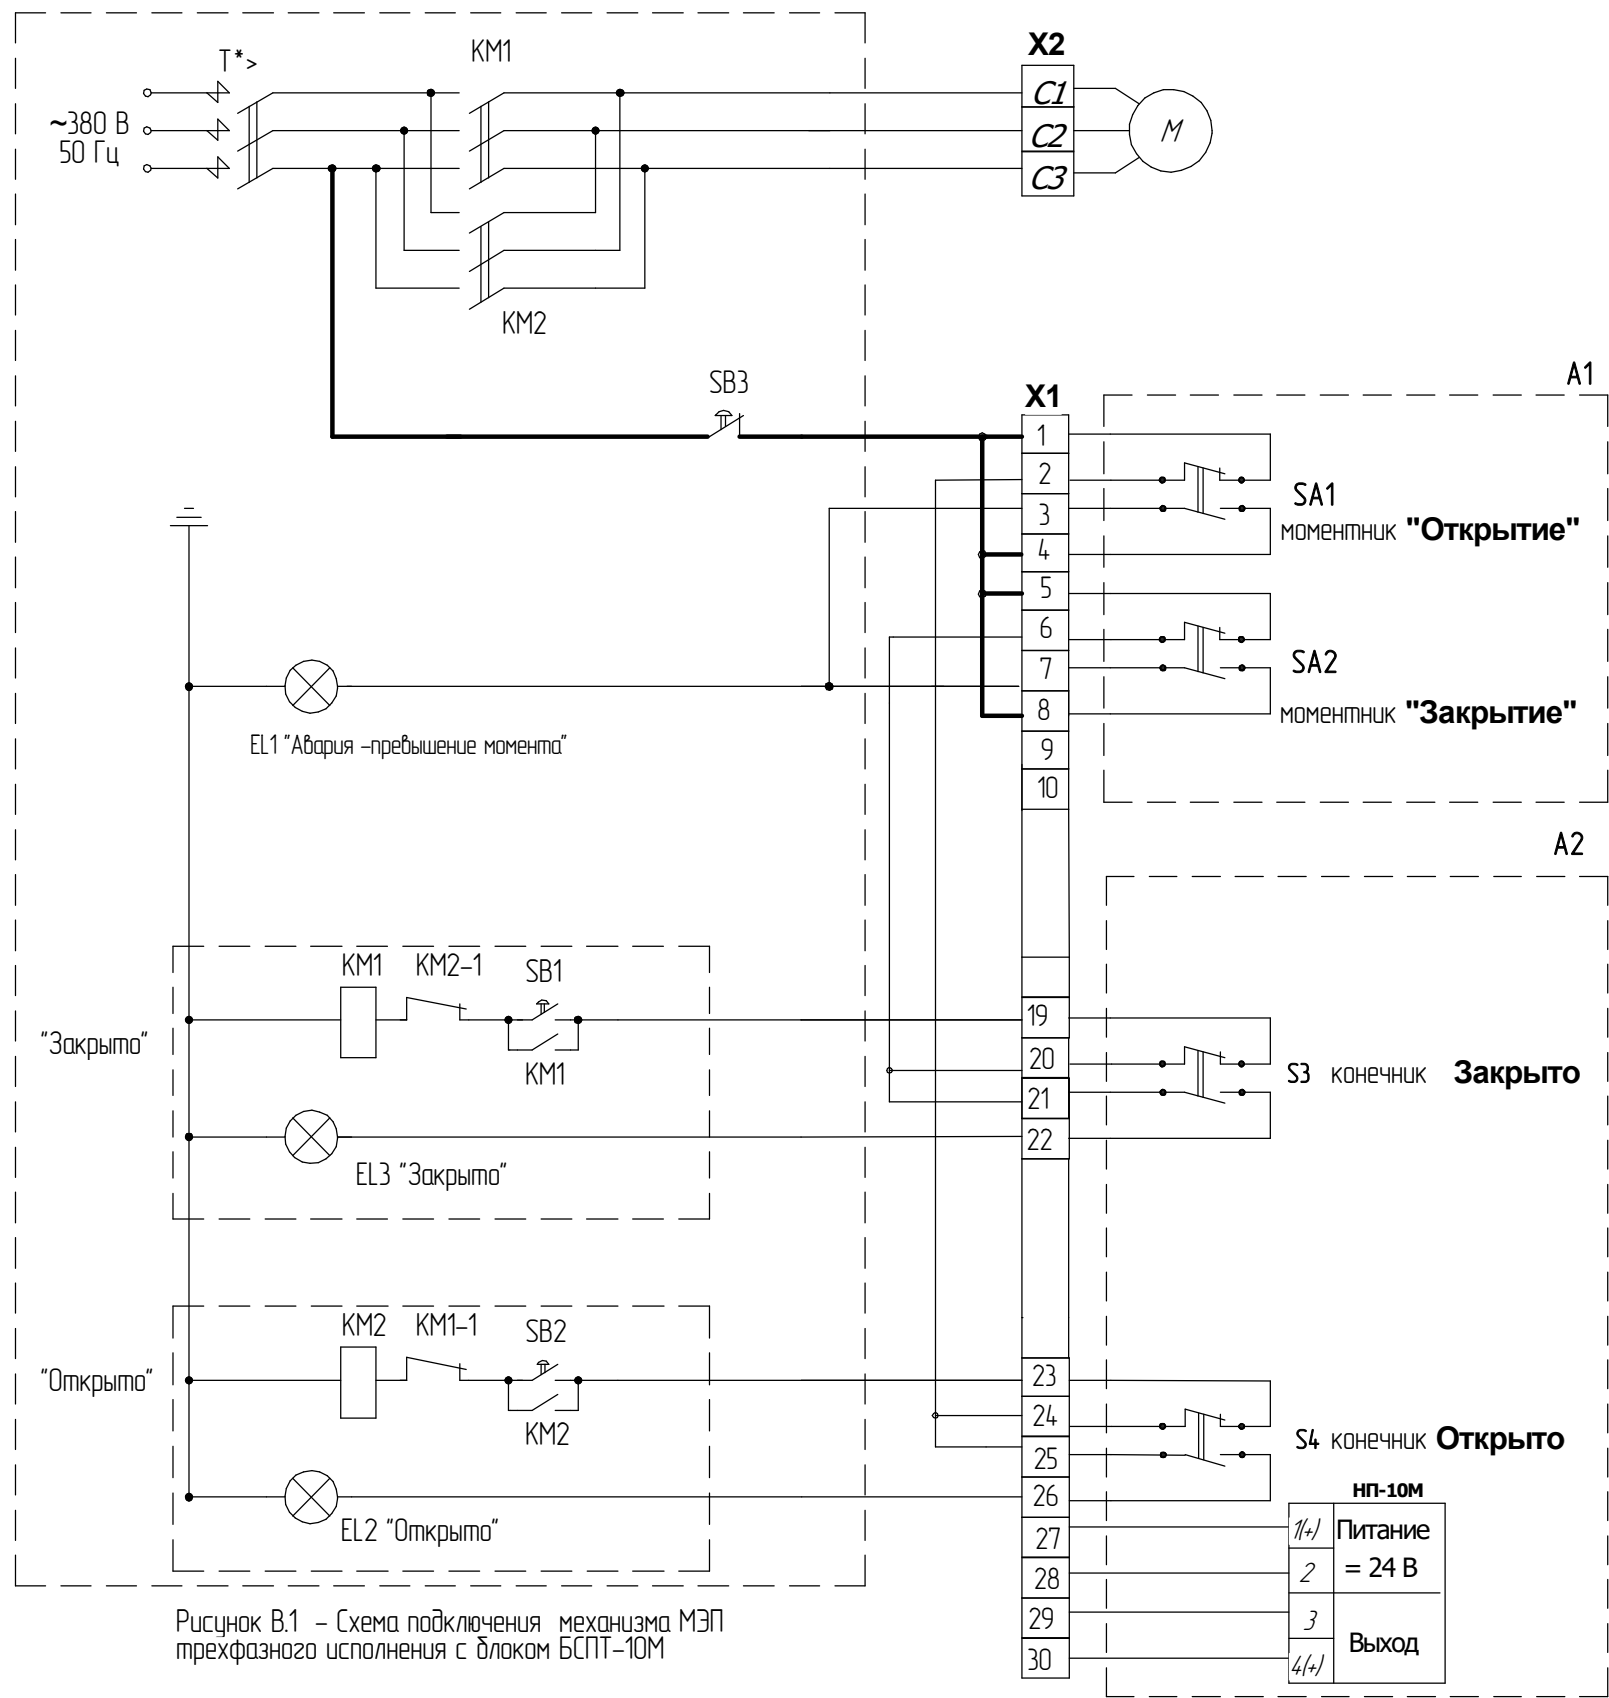 T*>
KM1
X2
~380 В
50 Гц
C1
C2
C3
M
KM2
SB3
X1
A1
1
2
3
4
5
6
7
8
9
10
SA1
моментник "Открытие"
SA2
моментник "Закрытие"
EL1 "Авария –превышение момента"
A2
KM1 KM2–1 SB1
"Закрыто"
KM1
EL3 "Закрыто"
19
20
21
22
S3 конечник Закрыто
KM2 KM1–1 SB2
"Открыто"
KM2
EL2 "Открыто"
23
24
25
26
27
28
29
30
S4 конечник Открыто
НП-10М
1(+) Питание
2 = 24 В
3
Выход
4(+)
Рисунок В.1 – Схема подключения механизма МЭП
трехфазного исполнения с блоком БСПТ–10М